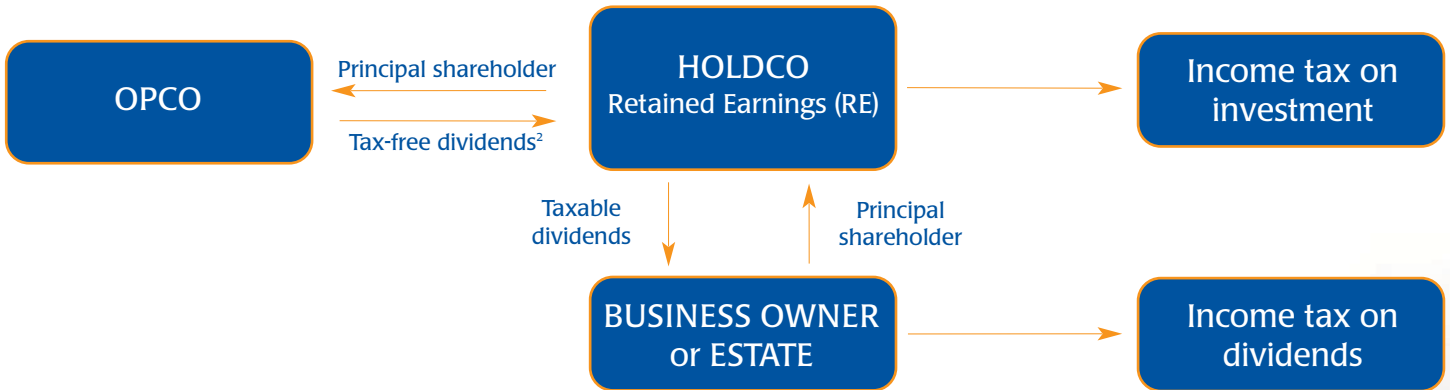 OPCO
Principal shareholder
Tax-free dividends²
HOLDCO
Retained Earnings (RE)
Income tax on
investment
Taxable
dividends
Principal
shareholder
BUSINESS OWNER
or ESTATE
Income tax on
dividends